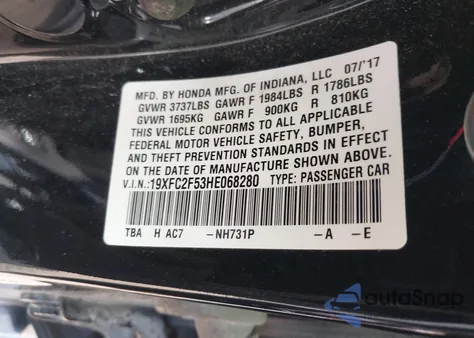 MFD. BY HONDA MFG. OF INDIANA, LLC 07/'17
GVWR 3737LBS GAWR F 1984LBS R 1786LBS
GVWR 1695KG GAWR F 900KG R 810KG
THIS VEHICLE CONFORMS TO ALL APPLICABLE
FEDERAL MOTOR VEHICLE SAFETY, BUMPER,
AND THEFT PREVENTION STANDARDS IN EFFECT
ON THE DATE OF MANUFACTURE SHOWN ABOVE.
V.I.N.:19XFC2F53HE068280 TYPE: PASSENGER CAR
TBA H AC7 -NH731P -A -E
autoSnap